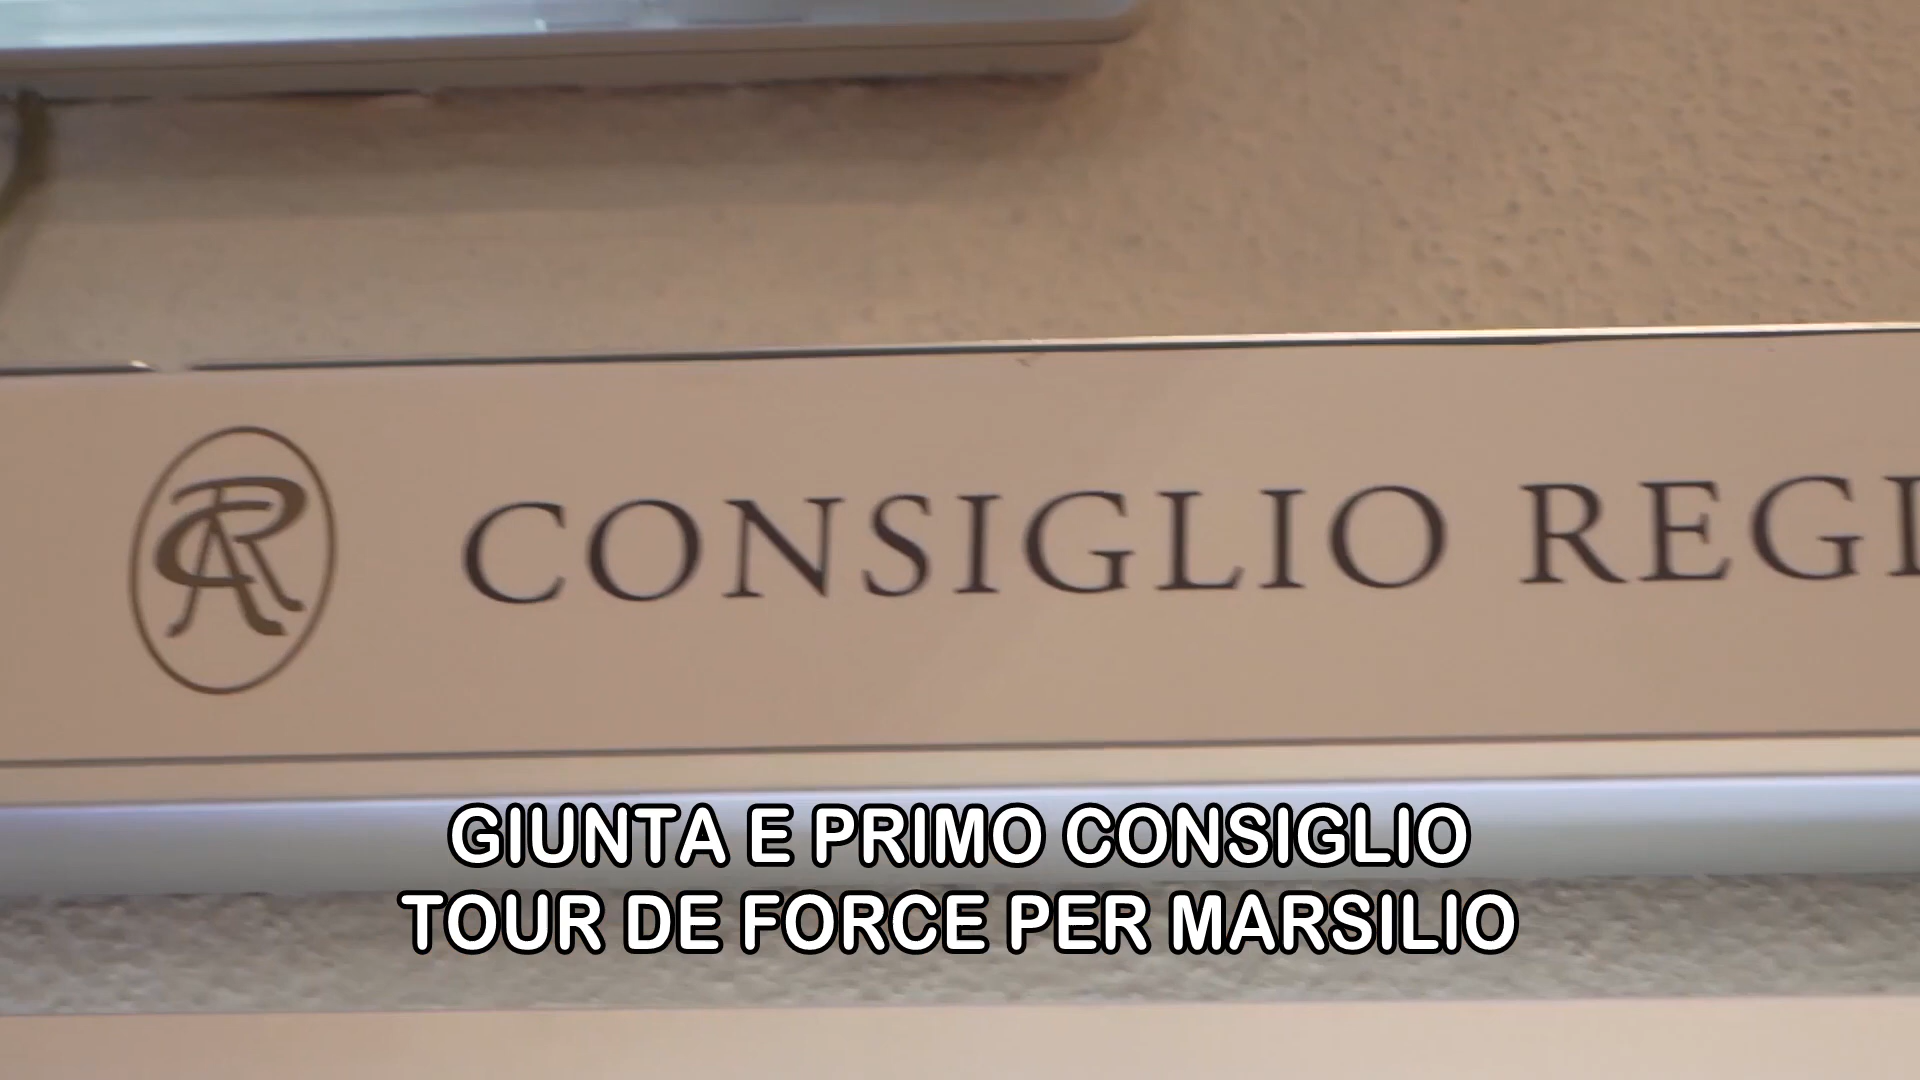 CONSIGLIO REGI
GIUNTA E PRIMO CONSIGLIO
TOUR DE FORCE PER MARSILIO